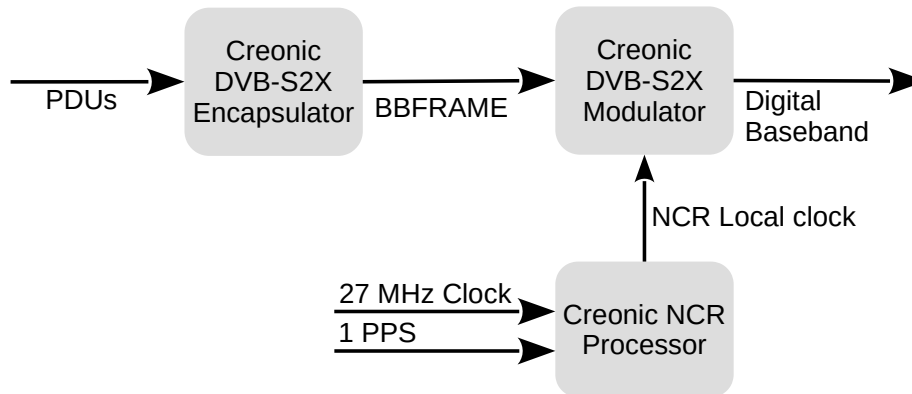 Creonic
DVB-S2X
Encapsulator
Creonic
DVB-S2X
Modulator
PDUs
BBFRAME
Digital
Baseband
NCR Local clock
27 MHz Clock
1 PPS
Creonic NCR
Processor